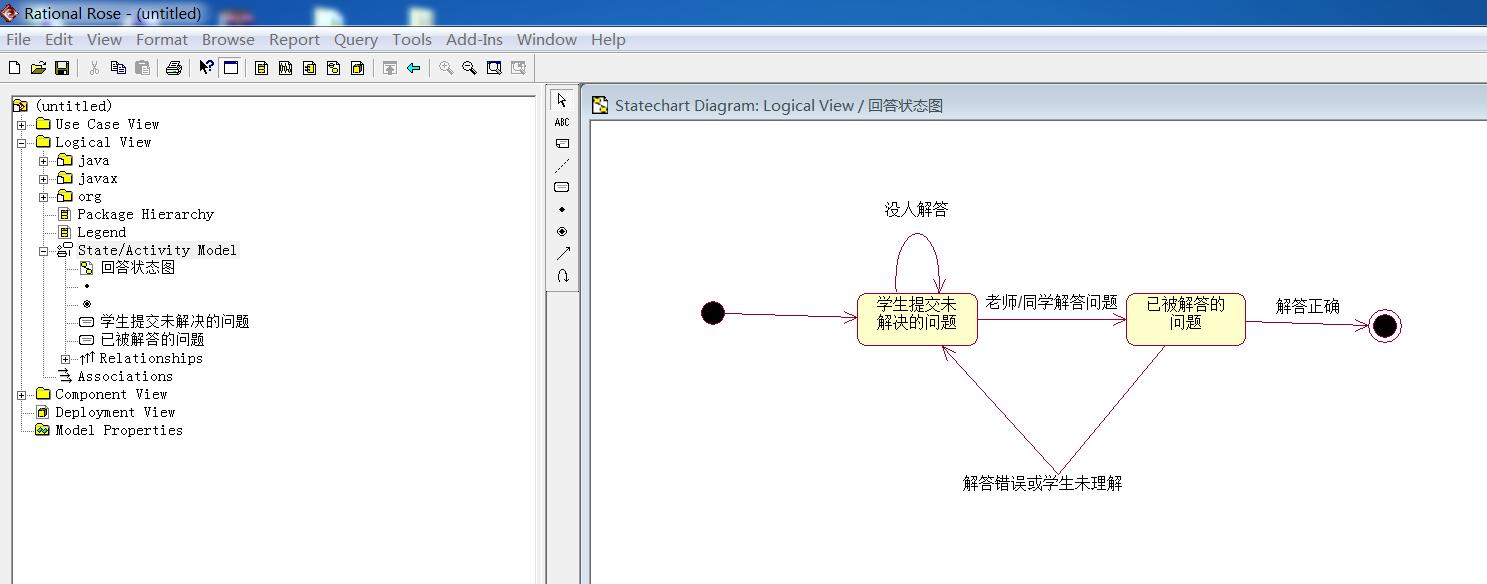 Rational Rose - (untitled)
File Edit View Format Browse Report Query Tools Add-Ins Window Help
(untitled)
Use Case View
Logical View
java
javax
org
Package Hierarchy
Legend
State/Activity Model
回答状态图
学生提交未解决的问题
已被解答的问题
Relationships
Associations
Component View
Deployment View
Model Properties
ABC
Statechart Diagram: Logical View / 回答状态图
没人解答
学生提交未
解决的问题
老师/同学解答问题
已被解答的
问题
解答正确
解答错误或学生未理解